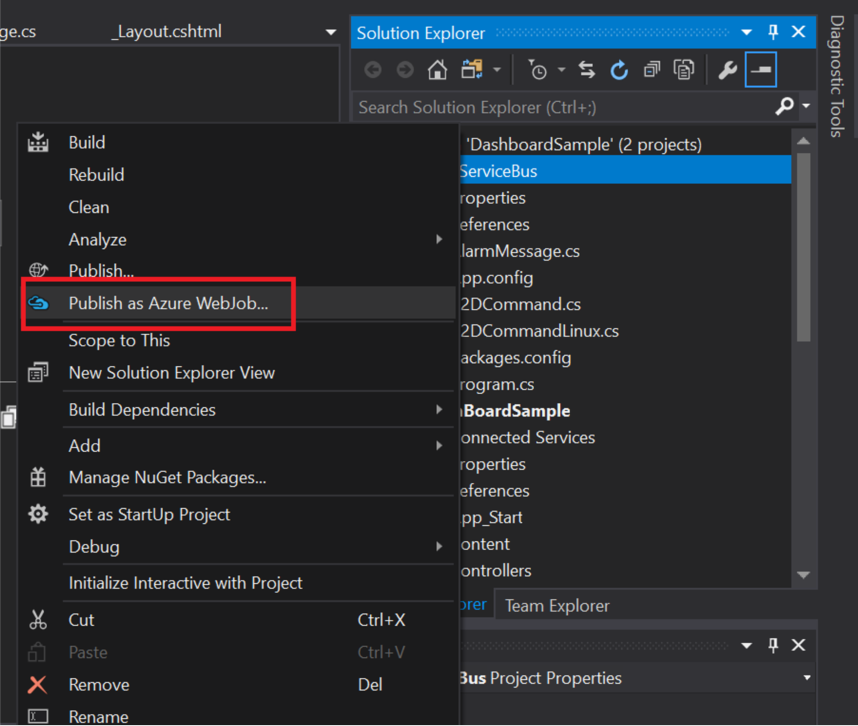 ge.cs
_Layout.cshtml
Solution Explorer
Search Solution Explorer (Ctrl+;)
Diagnostic Tools
'DashboardSample' (2 projects)
ServiceBus
roperties
eferences
larmMessage.cs
pp.config
2DCommand.cs
2DCommandLinux.cs
ackages.config
rogram.cs
BoardSample
onnected Services
roperties
eferences
pp_Start
ontent
ontrollers
Build
Rebuild
Clean
Analyze
Publish...
Publish as Azure WebJob...
Scope to This
New Solution Explorer View
Build Dependencies
Add
Manage NuGet Packages...
Set as StartUp Project
Debug
Initialize Interactive with Project
Cut Ctrl+X
Paste Ctrl+V
Remove Del
Rename
orer
Team Explorer
Bus Project Properties